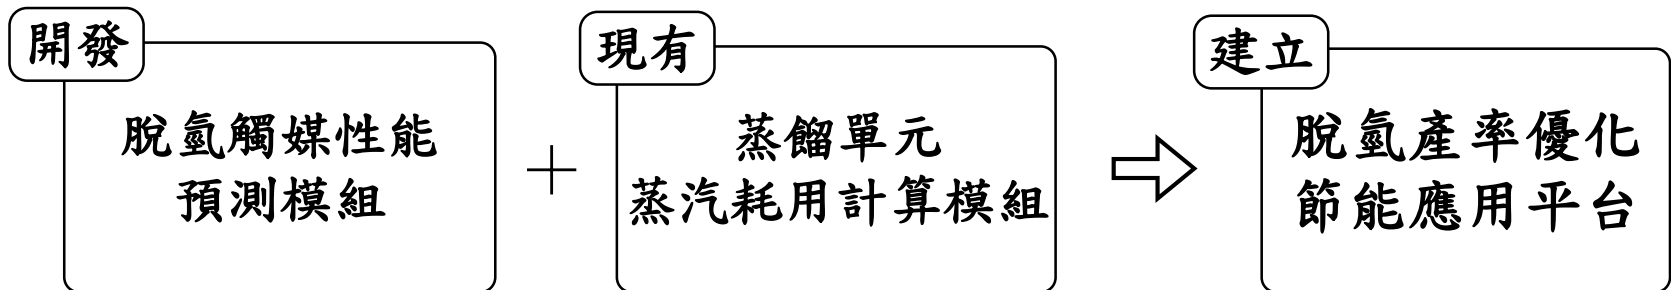 開發
脫氫觸媒性能
預測模組
現有
蒸餾單元
蒸汽耗用計算模組
建立
脫氫產率優化
節能應用平台